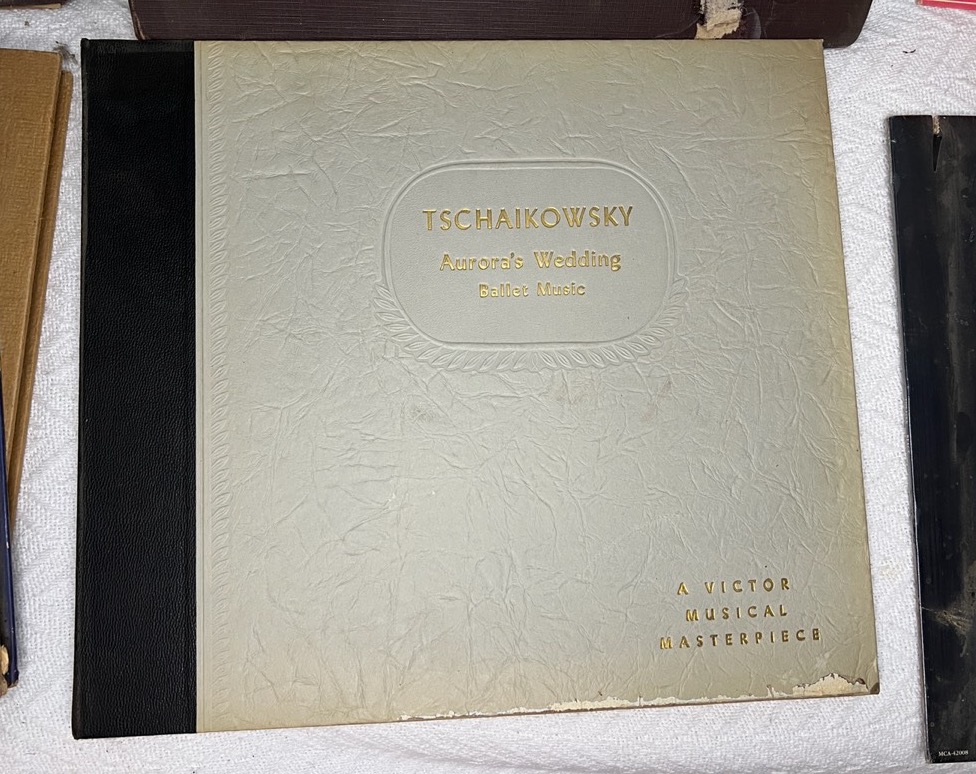 TSCHAIKOWSKY
Aurora's Wedding
Ballet Music
A VICTOR
MUSICAL
MASTERPIECE
MCA-42008